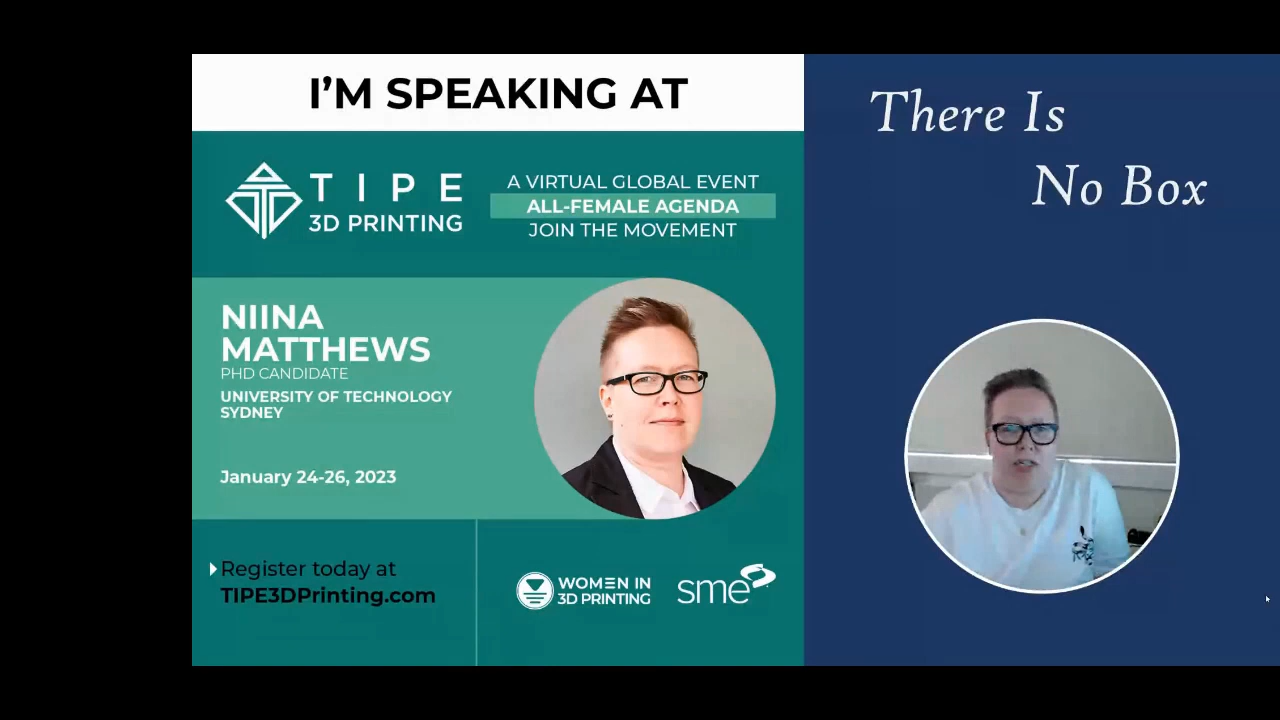 I'M SPEAKING AT
TIPE
3D PRINTING
A VIRTUAL GLOBAL EVENT
ALL-FEMALE AGENDA
JOIN THE MOVEMENT
NIINA
MATTHEWS
PHD CANDIDATE
UNIVERSITY OF TECHNOLOGY
SYDNEY
January 24-26, 2023
Register today at
TIPE3DPrinting.com
WOMEN IN
3D PRINTING
sme
There Is
No Box